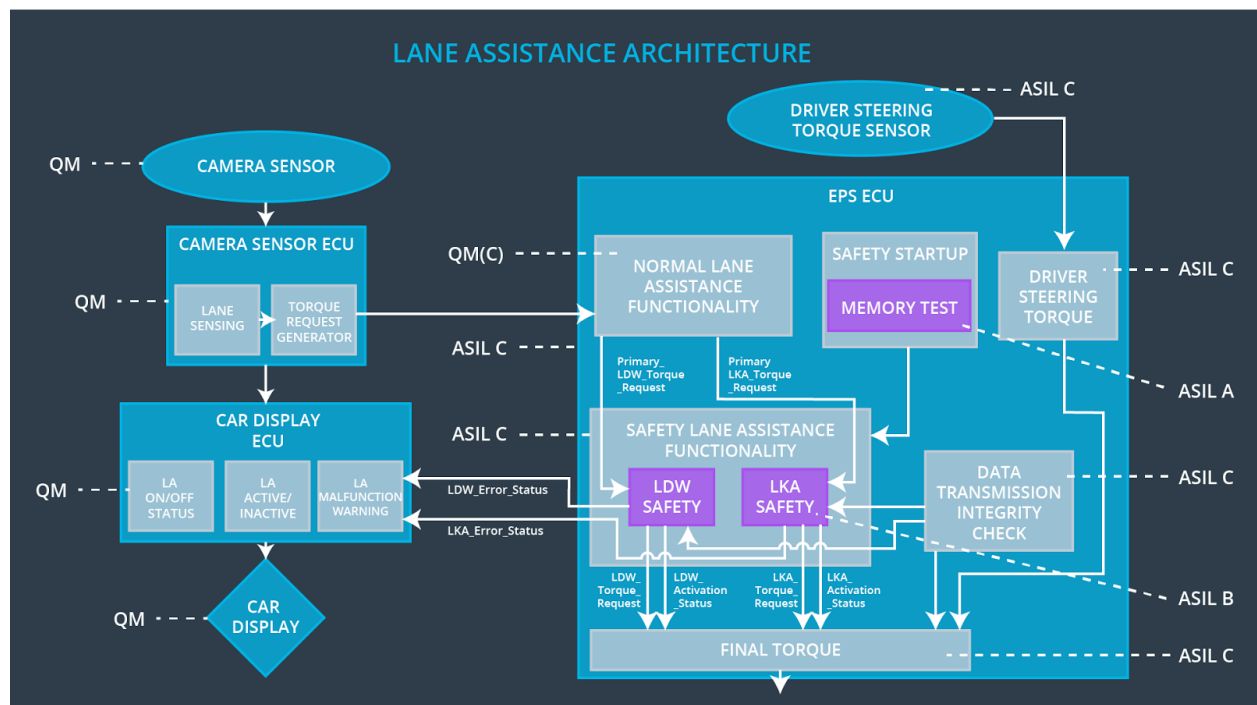 LANE ASSISTANCE ARCHITECTURE
ASIL C
DRIVER STEERING
TORQUE SENSOR
QM
CAMERA SENSOR
EPS ECU
CAMERA SENSOR ECU
QM(C)
NORMAL LANE
ASSISTANCE
FUNCTIONALITY
SAFETY STARTUP
MEMORY TEST
DRIVER
STEERING
TORQUE
ASIL C
QM
LANE
SENSING
TORQUE
REQUEST
GENERATOR
ASIL C
Primary_
LDW_Torque
_Request
Primary
LKA_Torque
_Request
ASIL A
CAR DISPLAY
ECU
ASIL C
SAFETY LANE ASSISTANCE
FUNCTIONALITY
QM
LA
ON/OFF
STATUS
LA
ACTIVE/
INACTIVE
LA
MALFUNCTION
WARNING
LDW_Error_Status
LKA_Error_Status
LDW
SAFETY
LKA
SAFETY
DATA
TRANSMISSION
INTEGRITY
CHECK
ASIL C
LDW_
Torque_
Request
LDW_
Activation
_Status
LKA_
Torque_
Request
LKA_
Activation
_Status
ASIL B
QM
CAR
DISPLAY
FINAL TORQUE
ASIL C